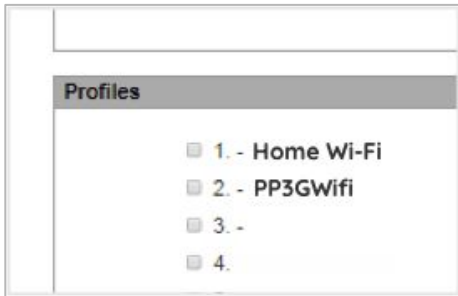 Profiles
1. - Home Wi-Fi
2. - PP3GWifi
3. -
4.